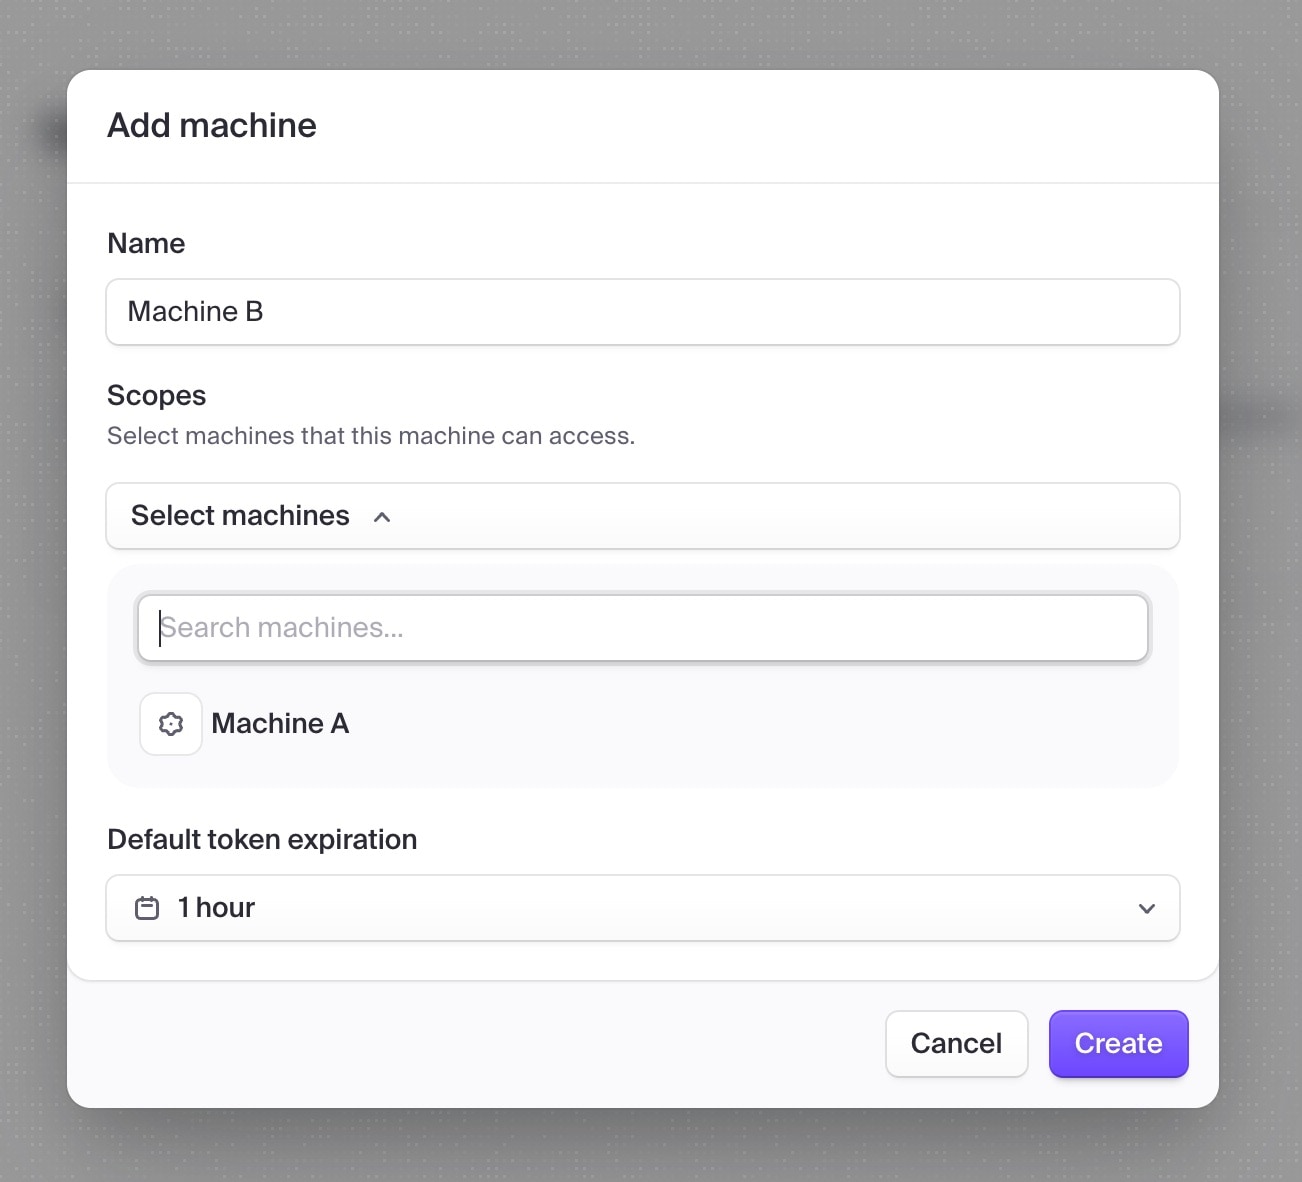 Add machine
Name
Machine B
Scopes
Select machines that this machine can access.
Select machines
Search machines...
Machine A
Default token expiration
1 hour
Cancel
Create